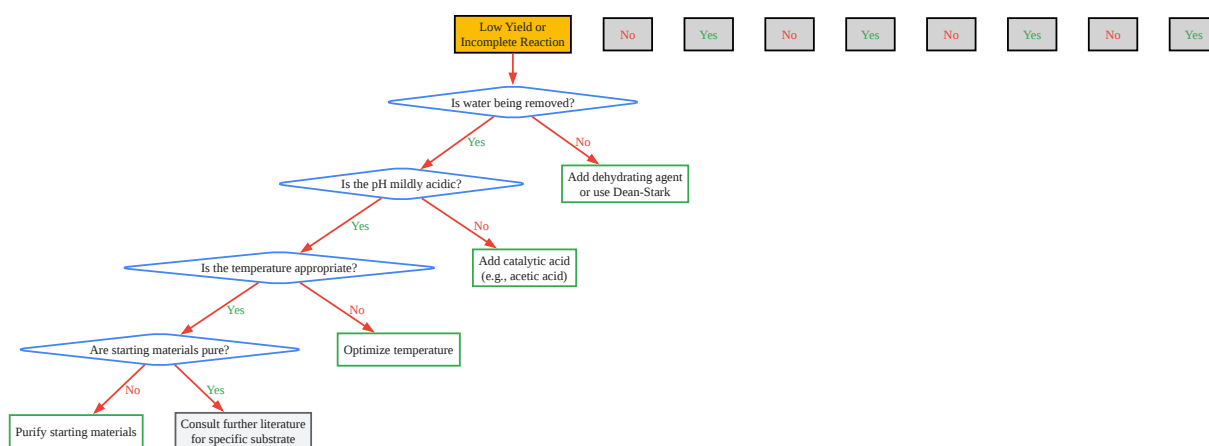 Low Yield or
Incomplete Reaction
No
Yes
No
Yes
No
Yes
No
Yes
Is water being removed?
Yes
No
Is the pH mildly acidic?
Add dehydrating agent
or use Dean-Stark
Yes
No
Is the temperature appropriate?
Add catalytic acid
(e.g., acetic acid)
Yes
No
Are starting materials pure?
Optimize temperature
No
Yes
Purify starting materials
Consult further literature
for specific substrate